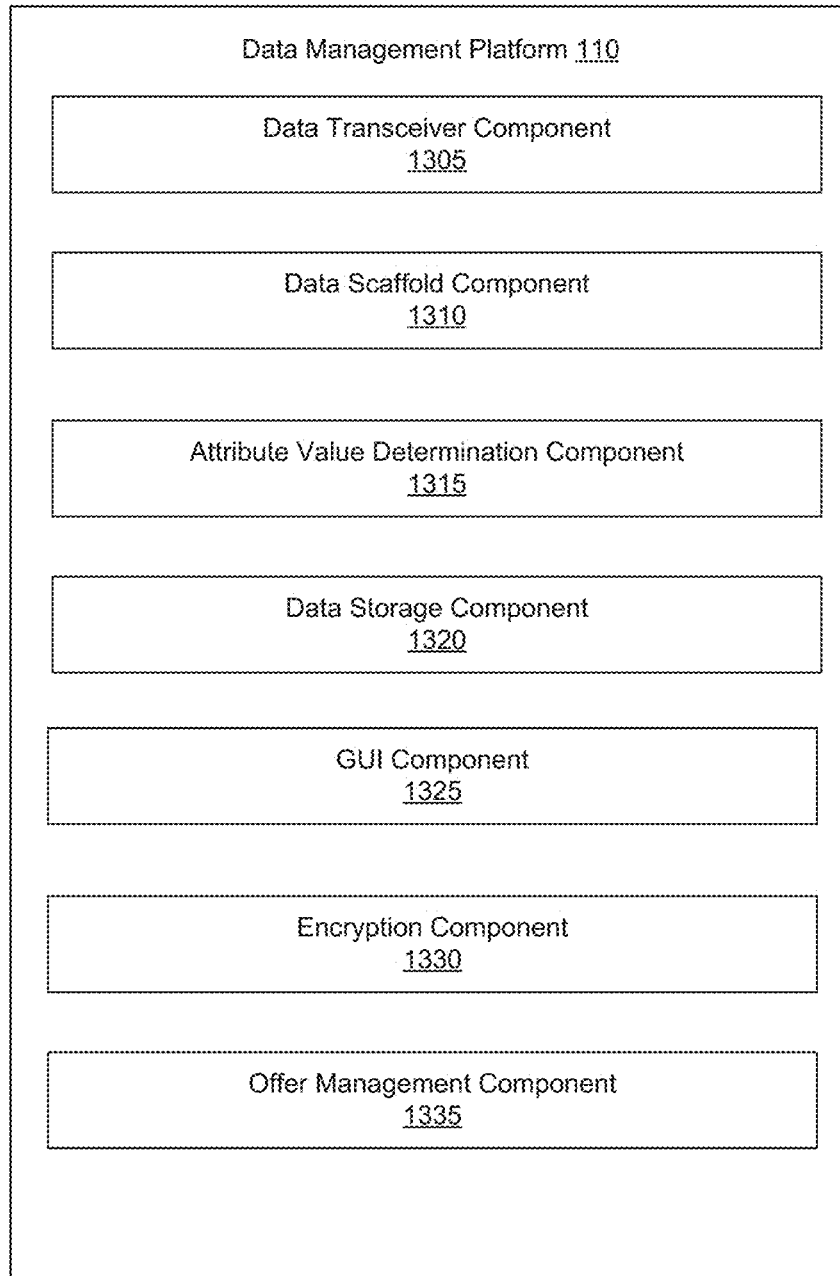 Data Management Platform 110
Data Transceiver Component
1305
Data Scaffold Component
1310
Attribute Value Determination Component
1315
Data Storage Component
1320
GUI Component
1325
Encryption Component
1330
Offer Management Component
1335